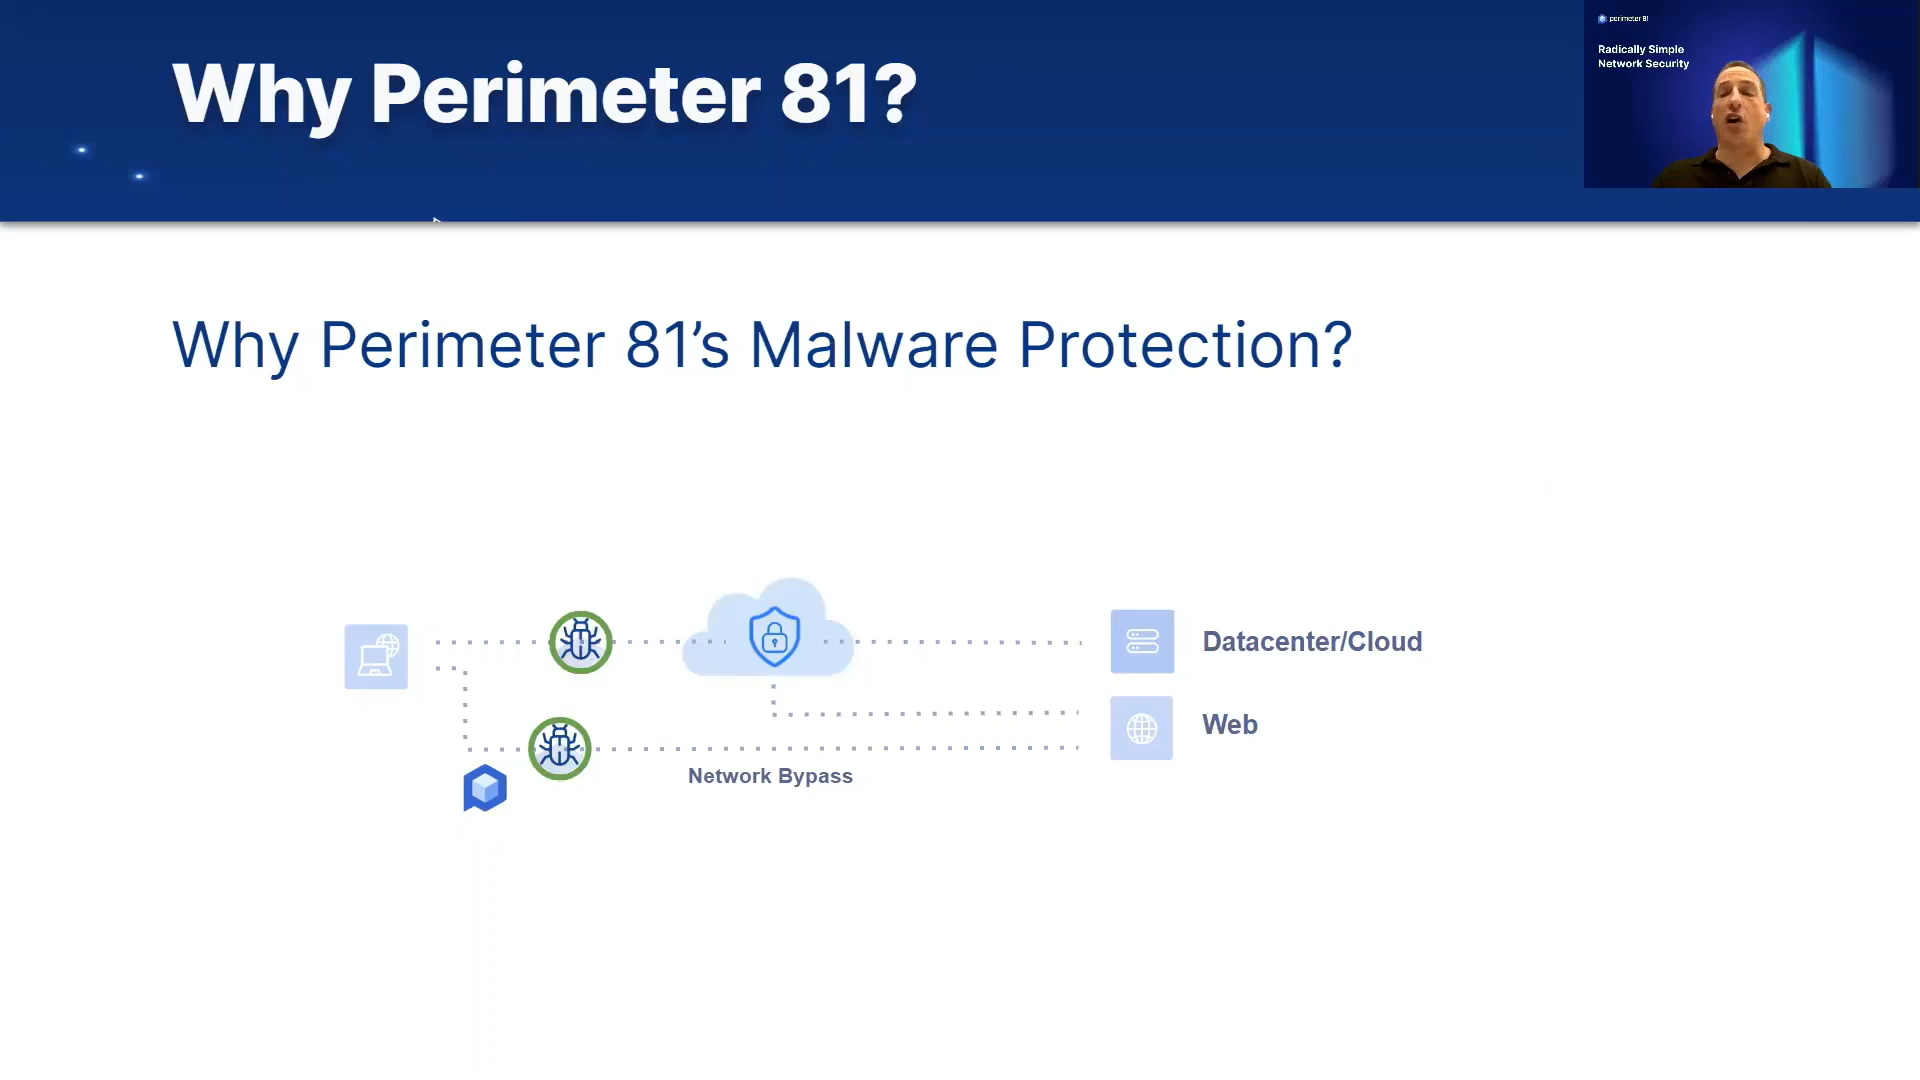 Why Perimeter 81?
perimeter 81
Radically Simple
Network Security
Why Perimeter 81’s Malware Protection?
Datacenter/Cloud
Web
Network Bypass